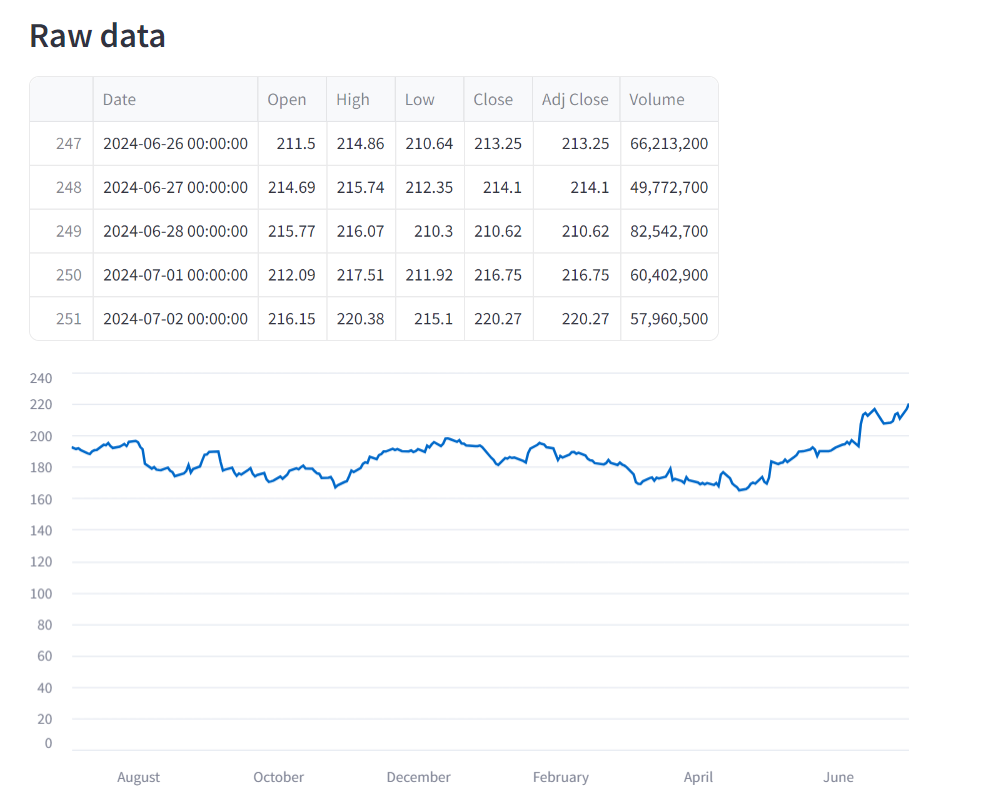 Raw data
Date Open High Low Close Adj Close Volume
247 2024-06-26 00:00:00 211.5 214.86 210.64 213.25 213.25 66,213,200
248 2024-06-27 00:00:00 214.69 215.74 212.35 214.1 214.1 49,772,700
249 2024-06-28 00:00:00 215.77 216.07 210.3 210.62 210.62 82,542,700
250 2024-07-01 00:00:00 212.09 217.51 211.92 216.75 216.75 60,402,900
251 2024-07-02 00:00:00 216.15 220.38 215.1 220.27 220.27 57,960,500
240
220
200
180
160
140
120
100
80
60
40
20
0
August October December February April June